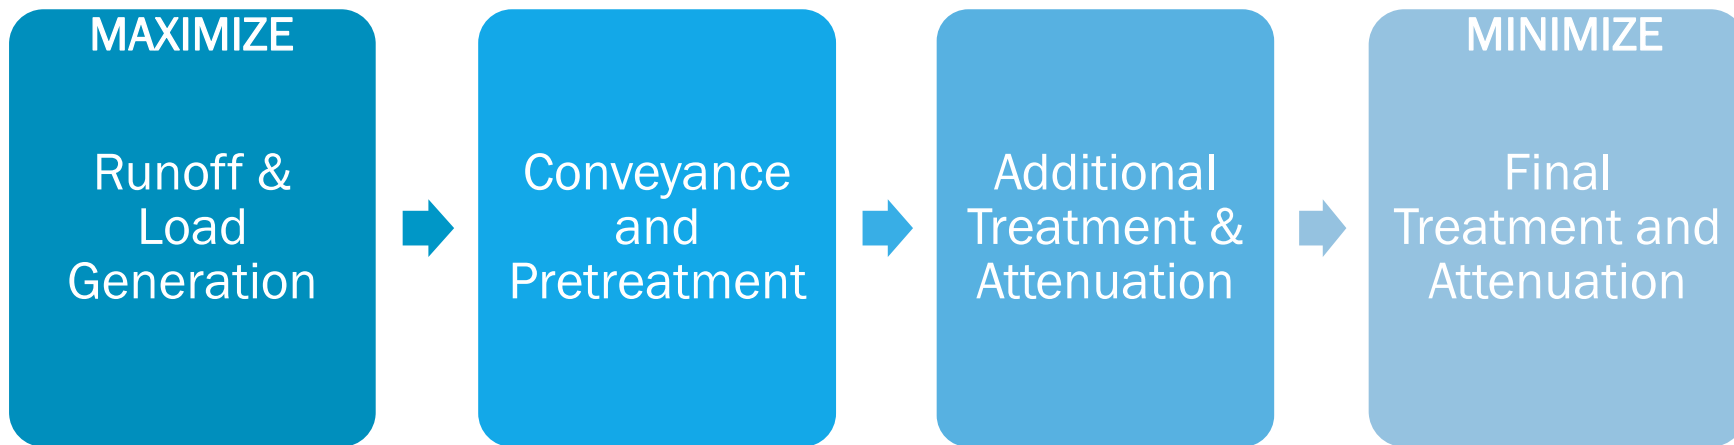 MAXIMIZE
Runoff &
Load
Generation
Conveyance
and
Pretreatment
Additional
Treatment &
Attenuation
MINIMIZE
Final
Treatment and
Attenuation